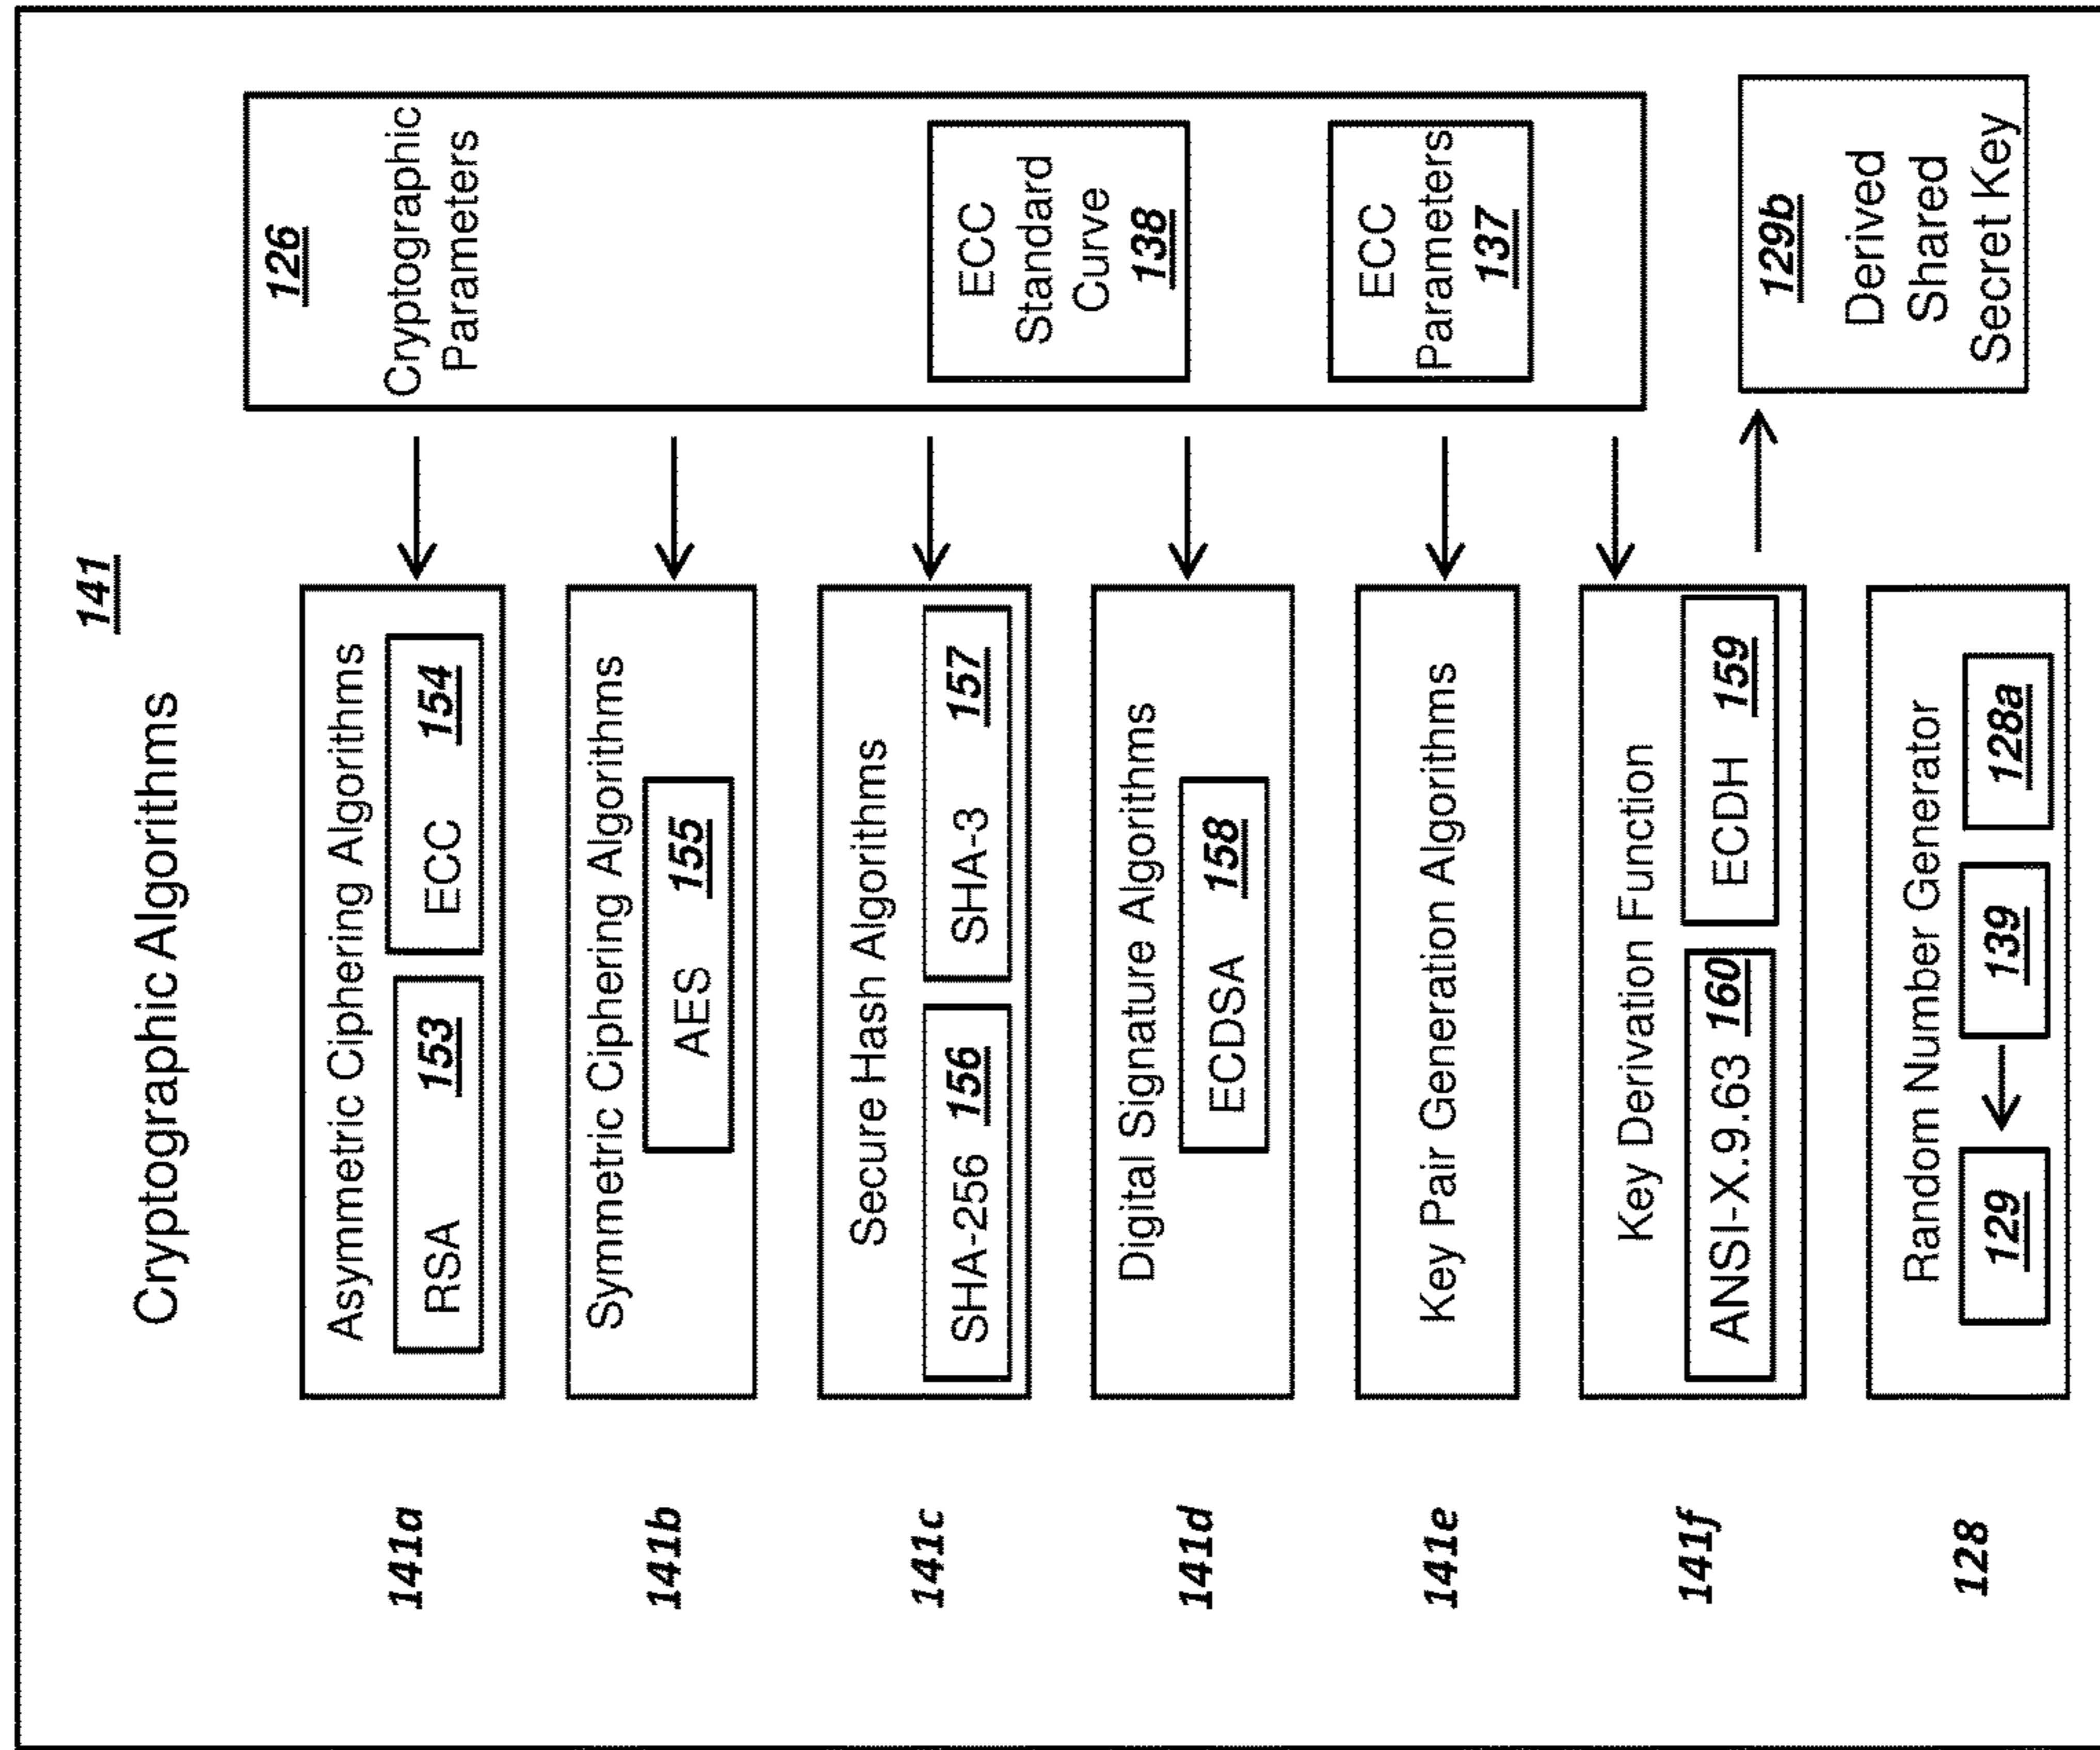 141
Cryptographic Algorithms
141a
Asymmetric Ciphering Algorithms
RSA 153
ECC 154
141b
Symmetric Ciphering Algorithms
AES 155
141c
Secure Hash Algorithms
SHA-256 156
SHA-3 157
141d
Digital Signature Algorithms
ECDSA 158
141e
Key Pair Generation Algorithms
141f
Key Derivation Function
ANSI-X.9.63 160
ECDH 159
128
Random Number Generator
129
139
128a
126
Cryptographic
Parameters
ECC
Standard
Curve
138
ECC
Parameters
137
129b
Derived
Shared
Secret Key